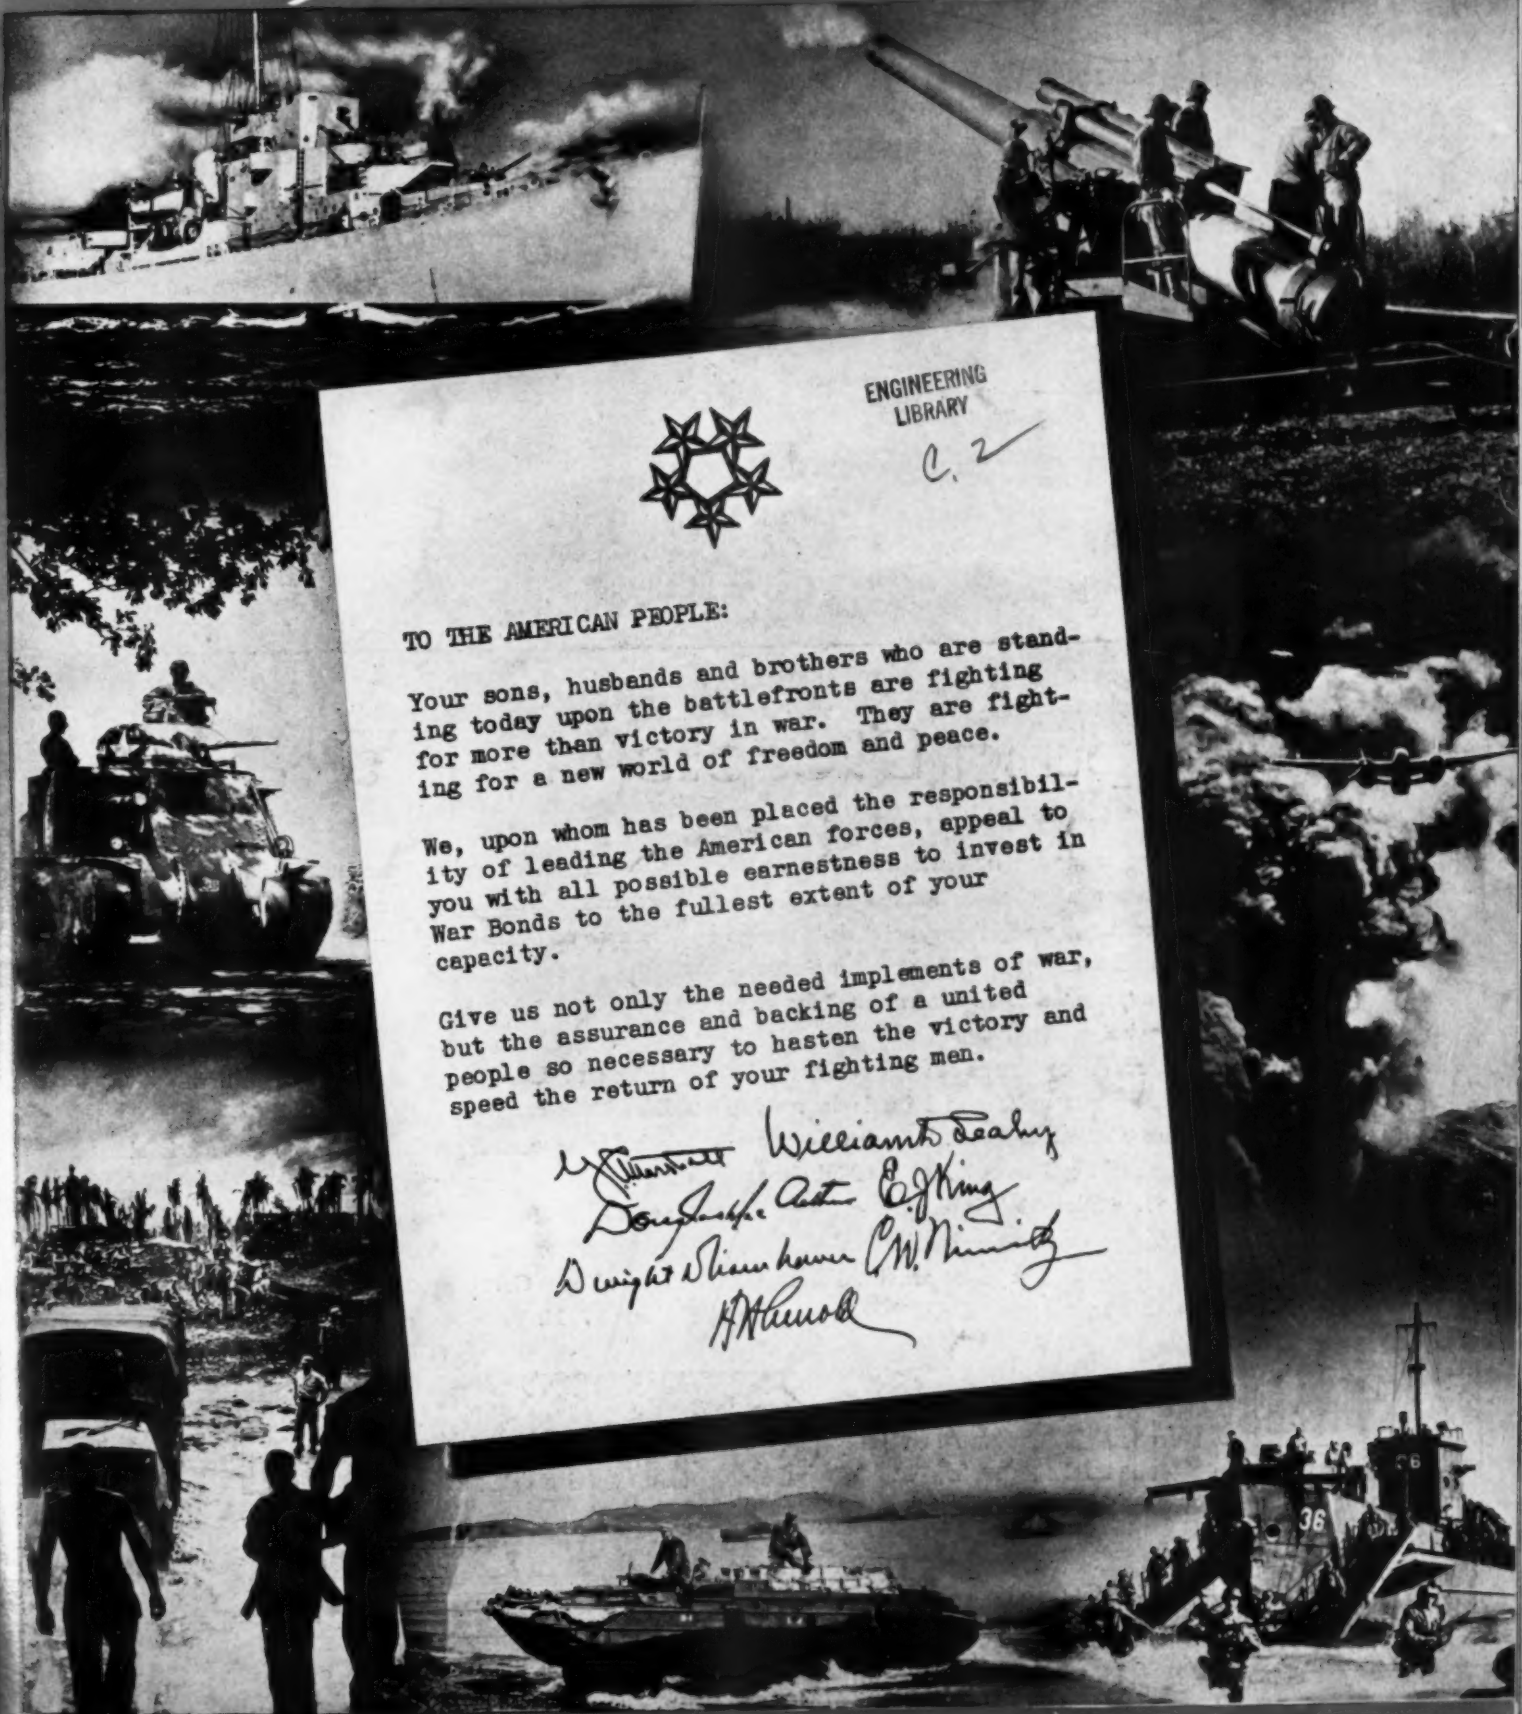 ENGINEERING
LIBRARY
C. 2
TO THE AMERICAN PEOPLE:
Your sons, husbands and brothers who are stand-
ing today upon the battlefronts are fighting
for more than victory in war. They are fight-
ing for a new world of freedom and peace.
We, upon whom has been placed the responsibil-
ity of leading the American forces, appeal to
you with all possible earnestness to invest in
War Bonds to the fullest extent of your
capacity.
Give us not only the needed implements of war,
but the assurance and backing of a united
people so necessary to hasten the victory and
speed the return of your fighting men.
G. C. Marshall William D Leahy
Douglas MacArthur E. J King
Dwight D Eisenhower C. W. Nimitz
H H Arnold
36
36